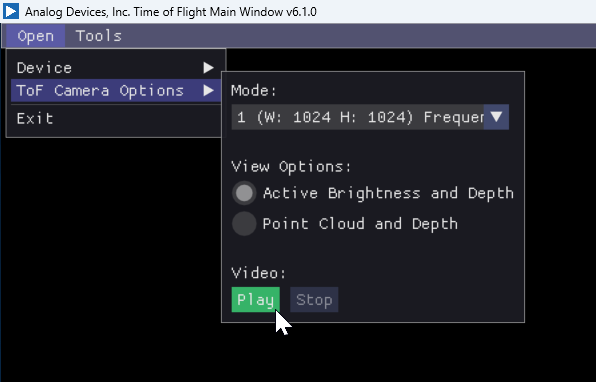 Analog Devices, Inc. Time of Flight Main Window v6.1.0
Open Tools
Device
ToF Camera Options
Exit
Mode:
1 (W: 1024 H: 1024) Frequen
View Options:
Active Brightness and Depth
Point Cloud and Depth
Video:
Play Stop